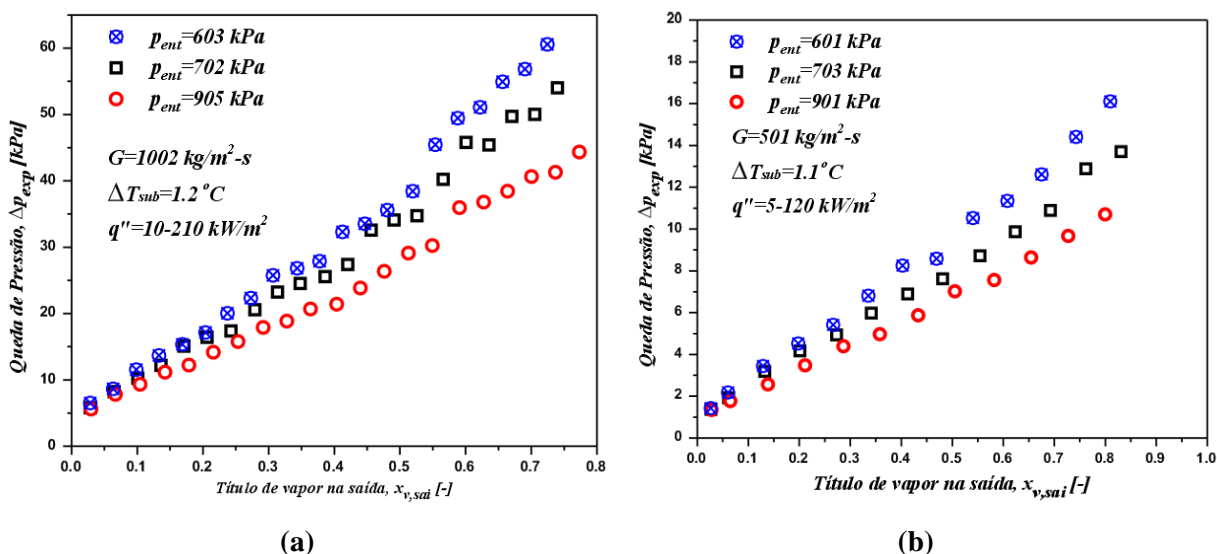 p_ent=603 kPa
p_ent=702 kPa
p_ent=905 kPa
G=1002 kg/m²-s
ΔTsub=1.2°C
q''=10-210 kW/m²
Queda de Pressão, Δp_exp [kPa]
60
50
40
30
20
10
0
0.0 0.1 0.2 0.3 0.4 0.5 0.6 0.7 0.8
Título de vapor na saída, x_v,sai [-]
(a)
p_ent=601 kPa
p_ent=703 kPa
p_ent=901 kPa
G=501 kg/m²-s
ΔTsub=1.1°C
q''=5-120 kW/m²
Queda de Pressão, Δp_exp [kPa]
20
18
16
14
12
10
8
6
4
2
0
0.0 0.1 0.2 0.3 0.4 0.5 0.6 0.7 0.8 0.9 1.0
Título de vapor na saída, x_v,sai [-]
(b)